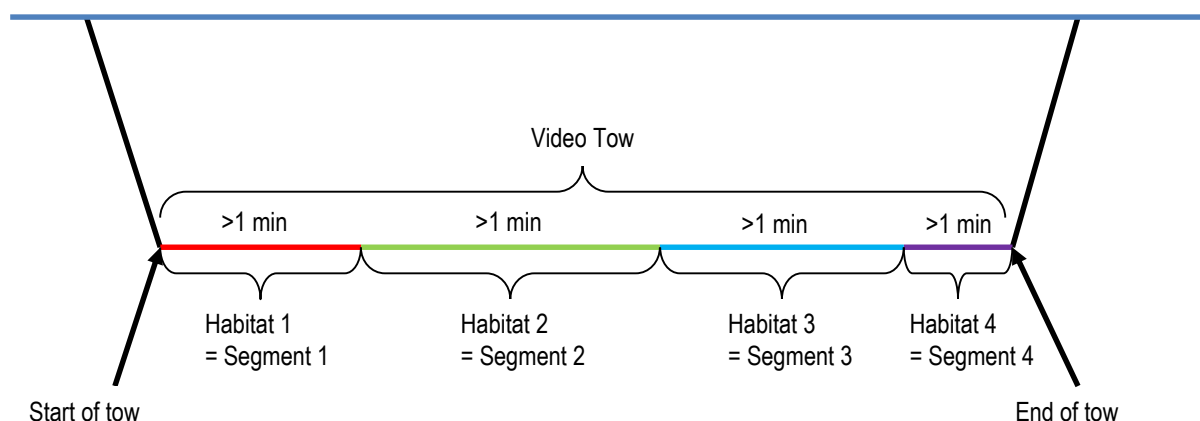 Video Tow
>1 min
>1 min
>1 min
>1 min
Habitat 1
= Segment 1
Habitat 2
= Segment 2
Habitat 3
= Segment 3
Habitat 4
= Segment 4
Start of tow
End of tow